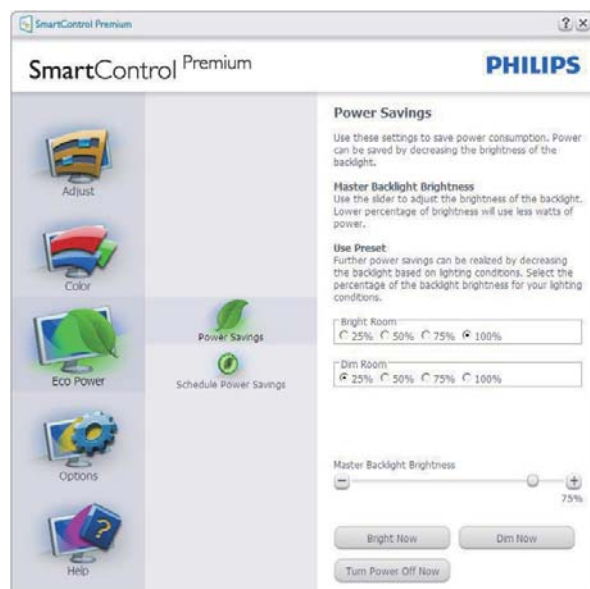 SmartControl Premium
SmartControl Premium
PHILIPS
Adjust
Color
Eco Power
Options
Help
Power Savings
Schedule Power Savings
Power Savings
Use these settings to save power consumption. Power
can be saved by decreasing the brightness of the
backlight.
Master Backlight Brightness
Use the slider to adjust the brightness of the backlight.
Lower percentage of brightness will use less watts of
power.
Use Preset
Further power savings can be realized by decreasing
the backlight based on lighting conditions. Select the
percentage of the backlight brightness for your lighting
conditions.
Bright Room
25% 50% 75% 100%
Dim Room
25% 50% 75% 100%
Master Backlight Brightness
75%
Bright Now Dim Now
Turn Power Off Now